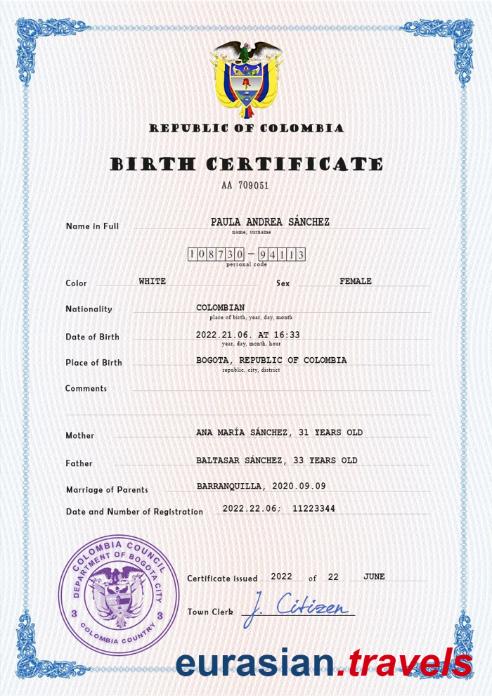 REPUBLIC OF COLOMBIA
BIRTH CERTIFICATE
AA 709051
Name in Full PAULA ANDREA SÁNCHEZ
name, surname
108730-94113
personal code
Color WHITE Sex FEMALE
Nationality COLOMBIAN
place of birth, year, day, month
Date of Birth 2022.21.06. AT 16:33
year, day, month, hour
Place of Birth BOGOTA, REPUBLIC OF COLOMBIA
republic, city, district
Comments
Mother ANA MARÍA SÁNCHEZ, 31 YEARS OLD
Father BALTASAR SÁNCHEZ, 33 YEARS OLD
Marriage of Parents BARRANQUILLA, 2020.09.09
Date and Number of Registration 2022.22.06; 11223344
COLOMBIA COUNCIL
DEPARTMENT OF BOGOTA CITY
3 3
COLOMBIA COUNTRY
Certificate issued 2022 of 22 JUNE
Town Clerk J. Citizen
eurasian.travels